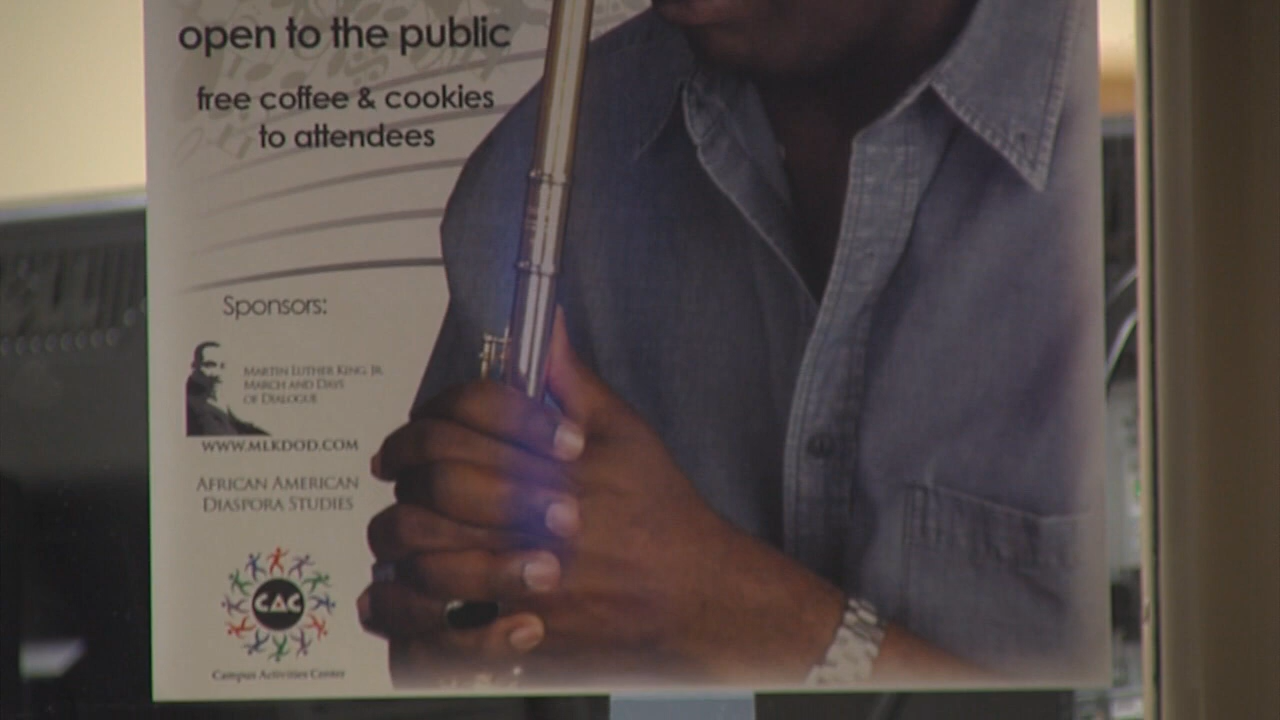 open to the public
free coffee & cookies
to attendees
Sponsors:
MARTIN LUTHER KING JR.
MARCH AND DAYS
OF DIALOGUE
WWW.MLKDOD.COM
AFRICAN AMERICAN
DIASPORA STUDIES
CAC
Campus Activities Center